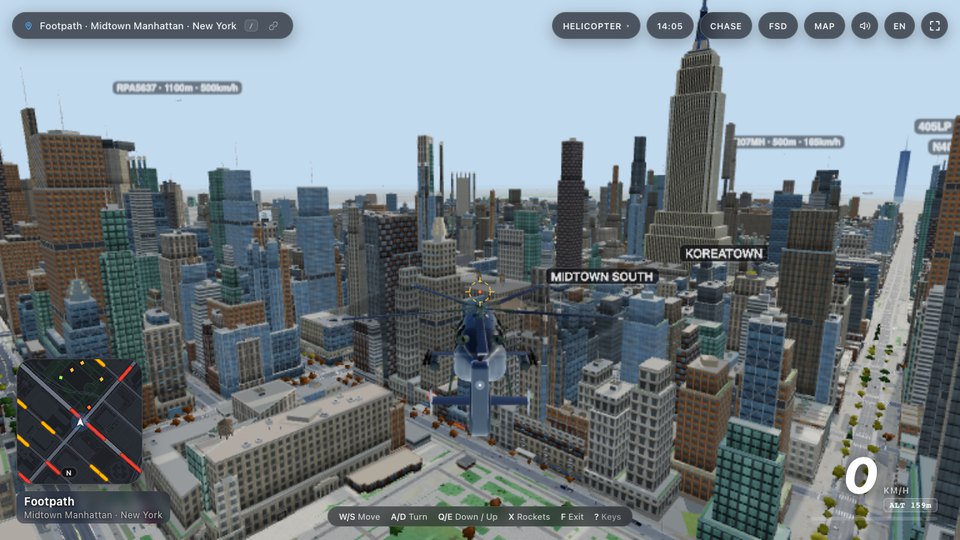 Footpath · Midtown Manhattan · New York /
HELICOPTER
14:05
CHASE
FSD
MAP
EN
RPA5637 · 1100m · 500km/h
207MH · 500m · 165km/h
405LP
KOREATOWN
MIDTOWN SOUTH
N
Footpath
Midtown Manhattan · New York
0 KM/H
ALT 159m
W/S Move A/D Turn Q/E Down / Up X Rockets F Exit ? Keys